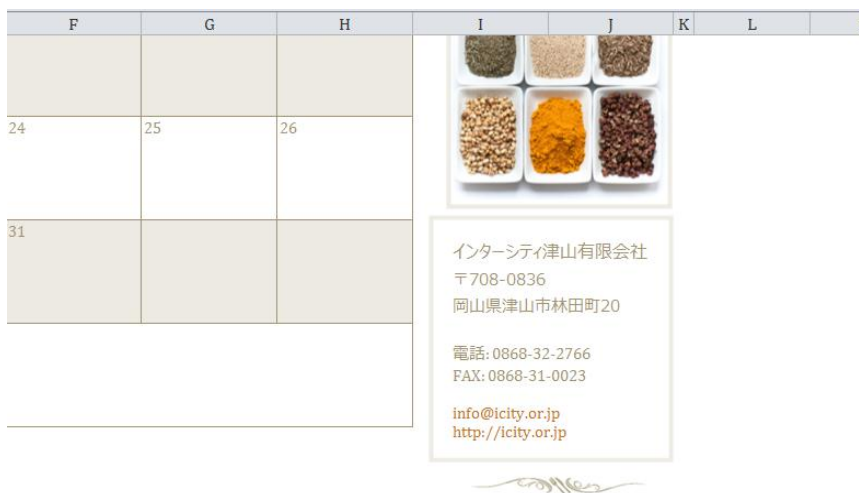 F G H I J K L
24 25 26
31
インターシティ津山有限会社
〒708-0836
岡山県津山市林田町20
電話: 0868-32-2766
FAX: 0868-31-0023
info@icity.or.jp
http://icity.or.jp